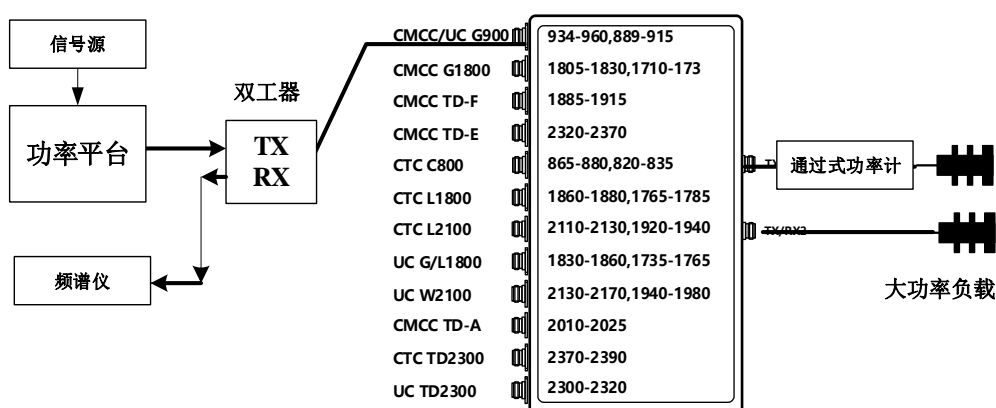 信号源
功率平台
双工器
TX
RX
频谱仪
CMCC/UC G900 934-960,889-915
CMCC G1800 1805-1830,1710-173
CMCC TD-F 1885-1915
CMCC TD-E 2320-2370
CTC C800 865-880,820-835
CTC L1800 1860-1880,1765-1785
CTC L2100 2110-2130,1920-1940
UC G/L1800 1830-1860,1735-1765
UC W2100 2130-2170,1940-1980
CMCC TD-A 2010-2025
CTC TD2300 2370-2390
UC TD2300 2300-2320
通过式功率计
TX/RX2
大功率负载